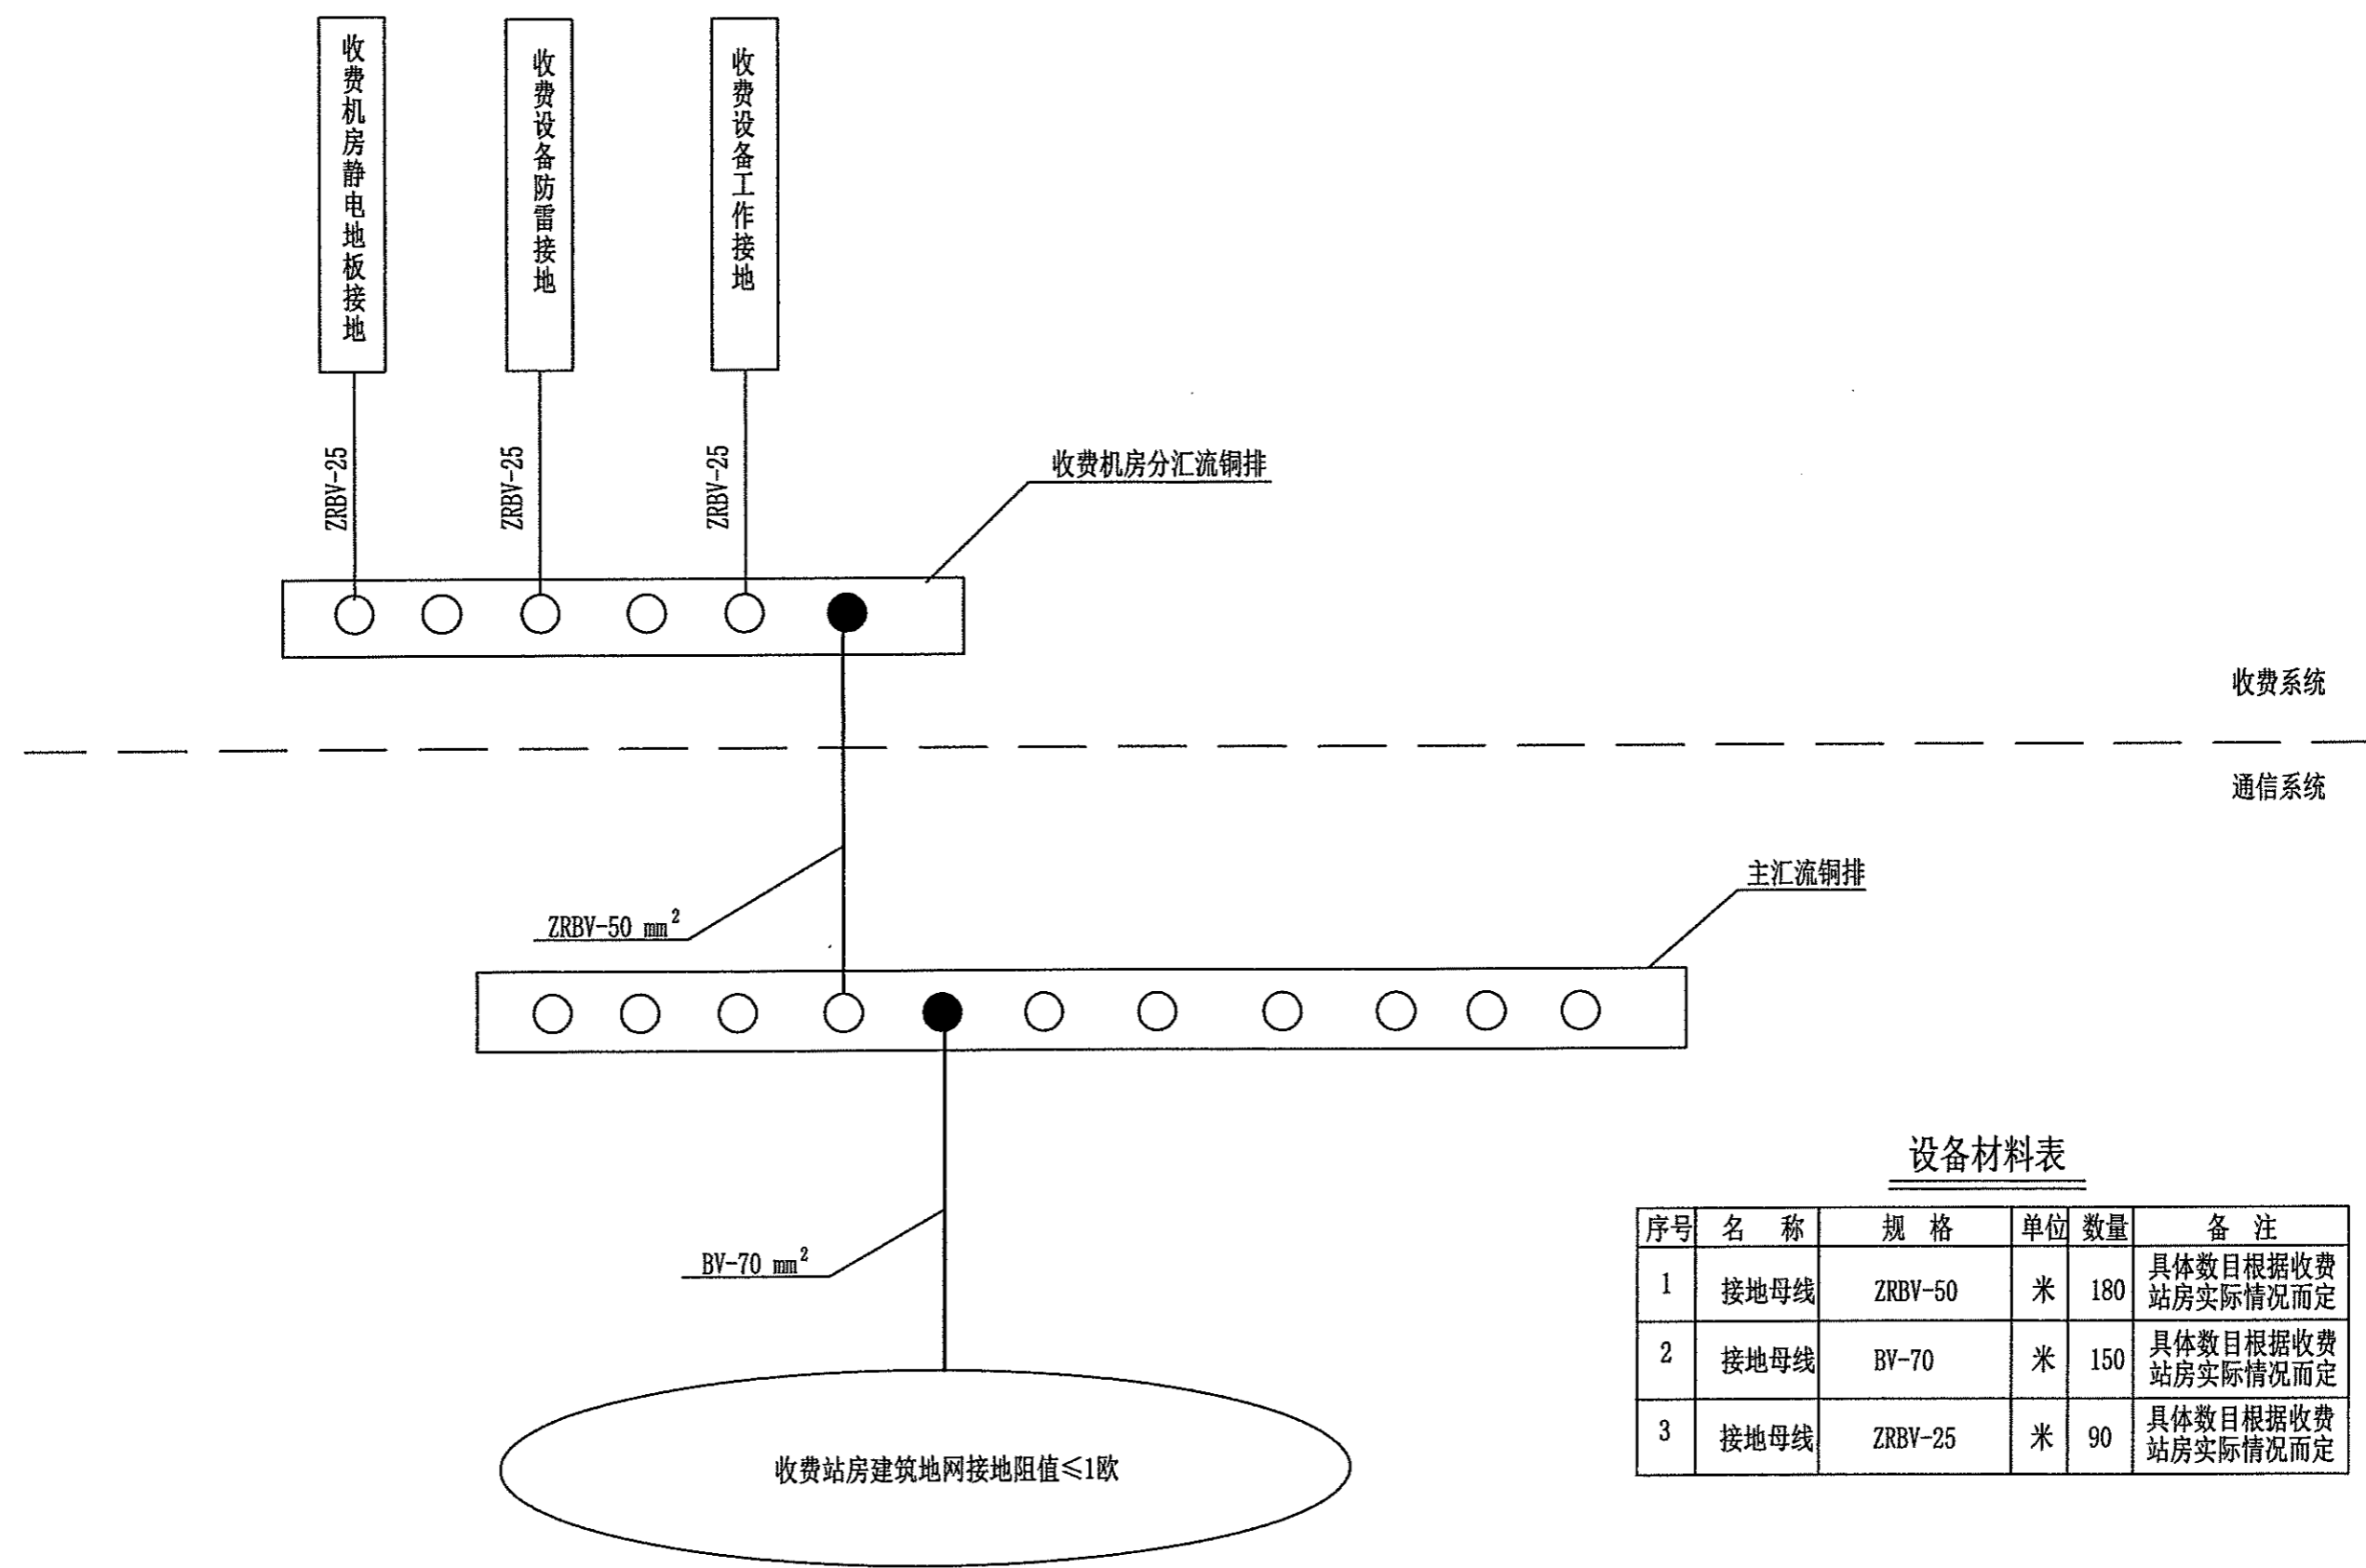 收费机房静电地板接地
收费设备防雷接地
收费设备工作接地
ZRBV-25
ZRBV-25
ZRBV-25
收费机房分汇流铜排
收费系统
通信系统
主汇流铜排
ZRBV-50 mm²
BV-70 mm²
收费站房建筑地网接地阻值≤1欧
设备材料表
序号 名 称 规 格 单位 数量 备 注
1 接地母线 ZRBV-50 米 180 具体数目根据收费
站房实际情况而定
2 接地母线 BV-70 米 150 具体数目根据收费
站房实际情况而定
3 接地母线 ZRBV-25 米 90 具体数目根据收费
站房实际情况而定